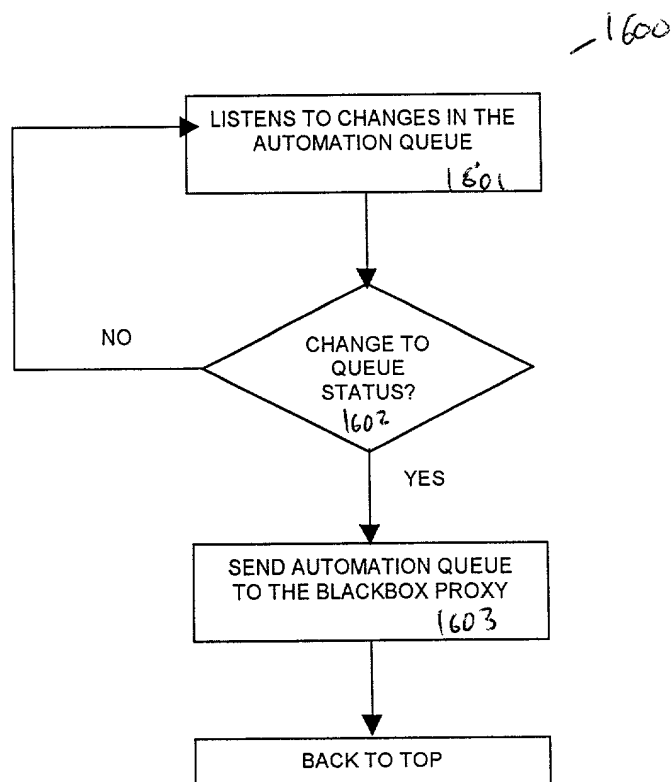 1600
LISTENS TO CHANGES IN THE
AUTOMATION QUEUE
1601
NO
CHANGE TO
QUEUE
STATUS?
1602
YES
SEND AUTOMATION QUEUE
TO THE BLACKBOX PROXY
1603
BACK TO TOP